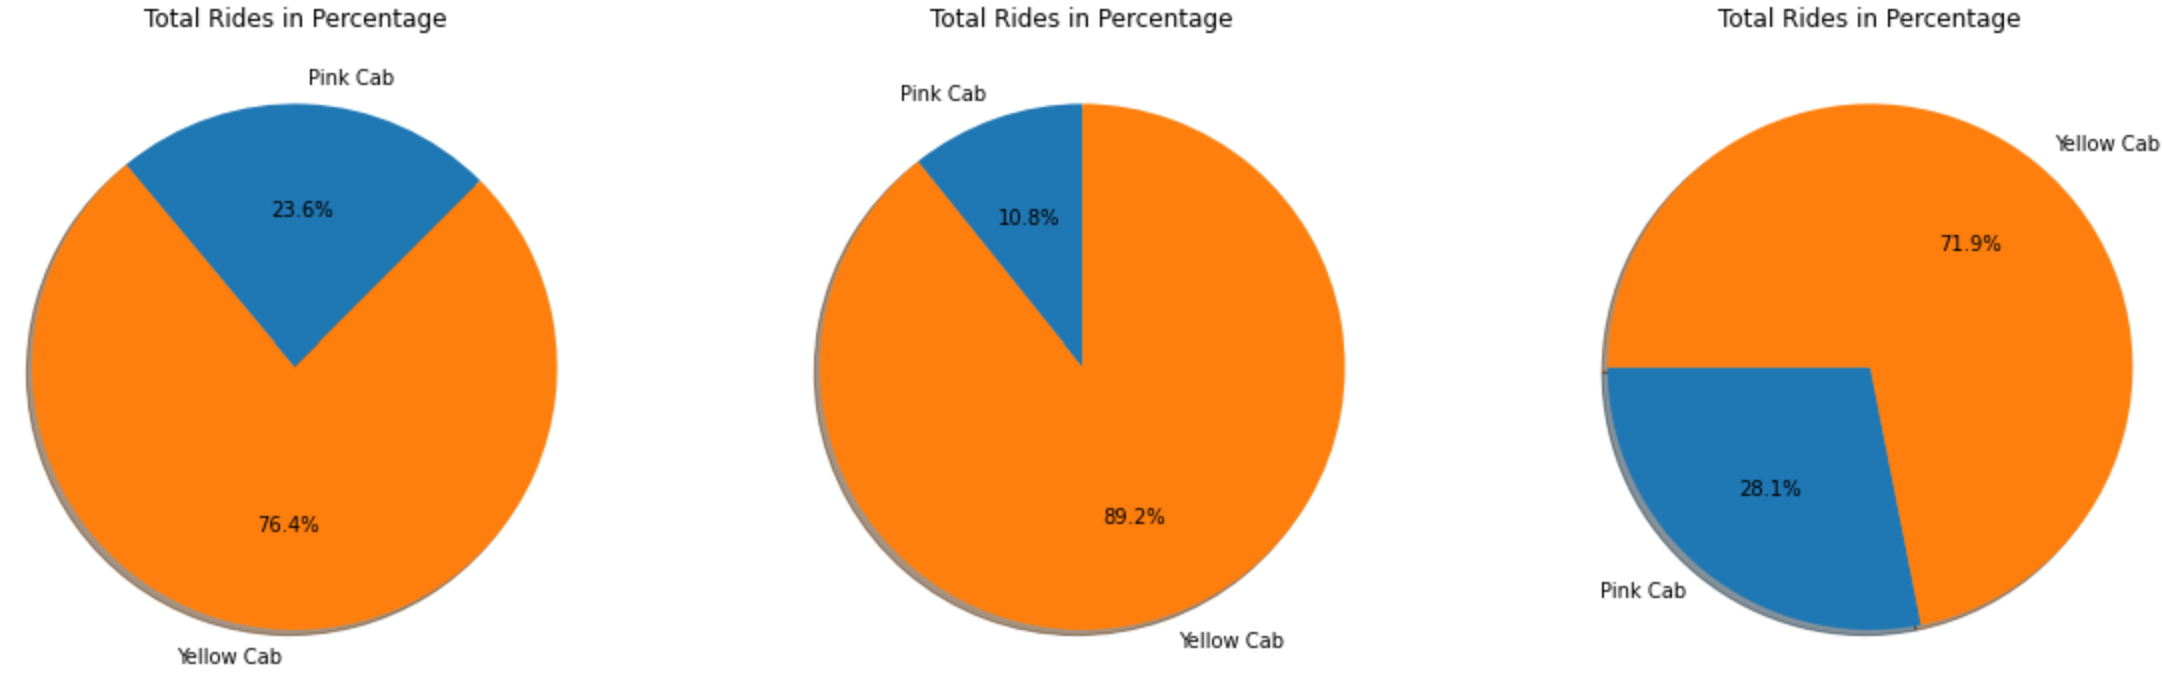 Total Rides in Percentage
Pink Cab
23.6%
76.4%
Yellow Cab
Total Rides in Percentage
Pink Cab
10.8%
89.2%
Yellow Cab
Total Rides in Percentage
Yellow Cab
71.9%
28.1%
Pink Cab